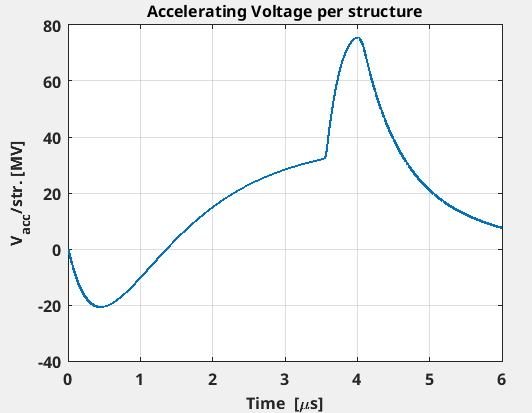 Accelerating Voltage per structure
V_acc/str. [MV]
80
60
40
20
0
-20
-40
0 1 2 3 4 5 6
Time [μs]